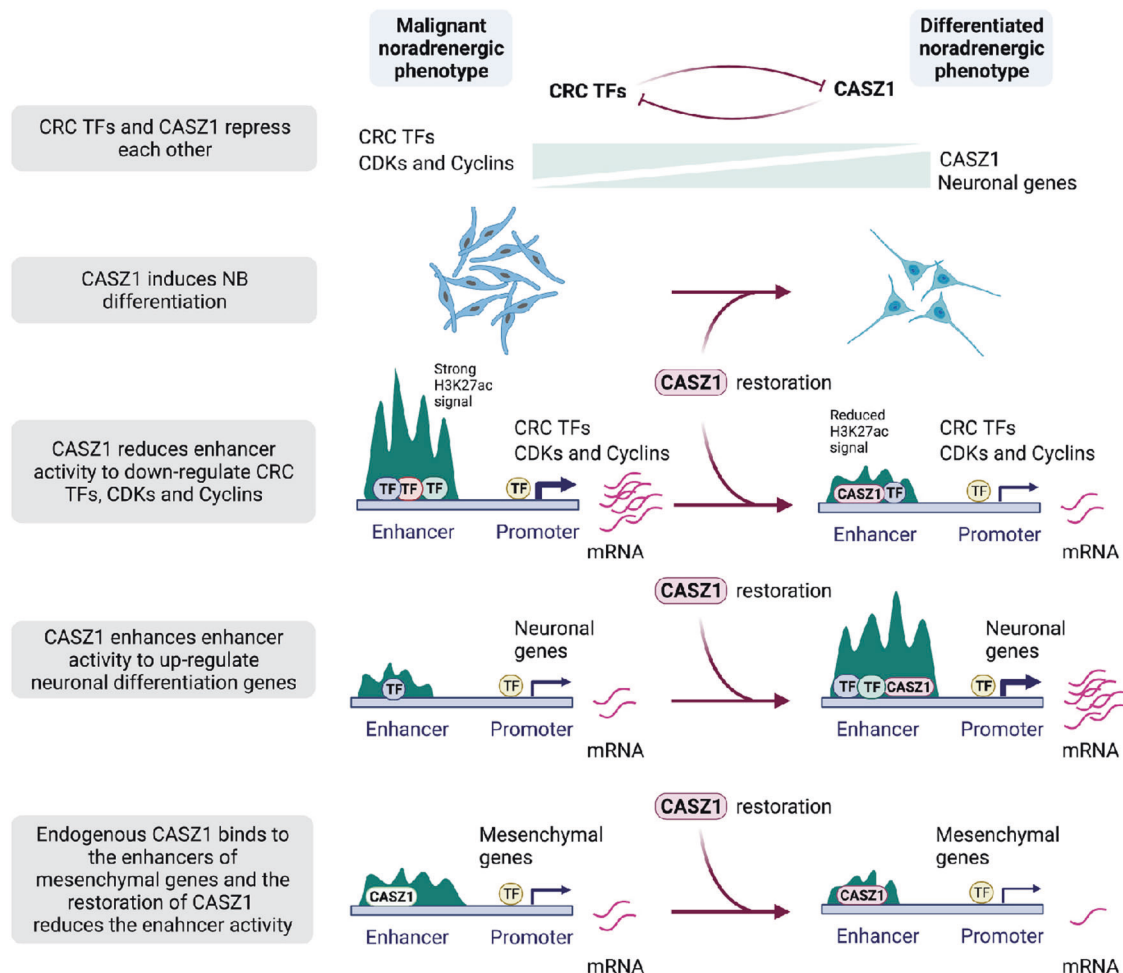 Malignant
noradrenergic
phenotype
Differentiated
noradrenergic
phenotype
CRC TFs
CASZ1
CRC TFs and CASZ1 repress
each other
CRC TFs
CDKs and Cyclins
CASZ1
Neuronal genes
CASZ1 induces NB
differentiation
CASZ1 restoration
CASZ1 reduces enhancer
activity to down-regulate CRC
TFs, CDKs and Cyclins
Strong
H3K27ac
signal
CRC TFs
CDKs and Cyclins
TF TF TF
TF
Enhancer
Promoter
mRNA
Reduced
H3K27ac
signal
CRC TFs
CDKs and Cyclins
CASZ1 TF
TF
Enhancer
Promoter
mRNA
CASZ1 restoration
CASZ1 enhances enhancer
activity to up-regulate
neuronal differentiation genes
Neuronal
genes
TF
TF
Enhancer
Promoter
mRNA
Neuronal
genes
TF TF CASZ1
TF
Enhancer
Promoter
mRNA
CASZ1 restoration
Endogenous CASZ1 binds to
the enhancers of
mesenchymal genes and the
restoration of CASZ1
reduces the enahncer activity
Mesenchymal
genes
CASZ1
TF
Enhancer
Promoter
mRNA
Mesenchymal
genes
CASZ1
TF
Enhancer
Promoter
mRNA